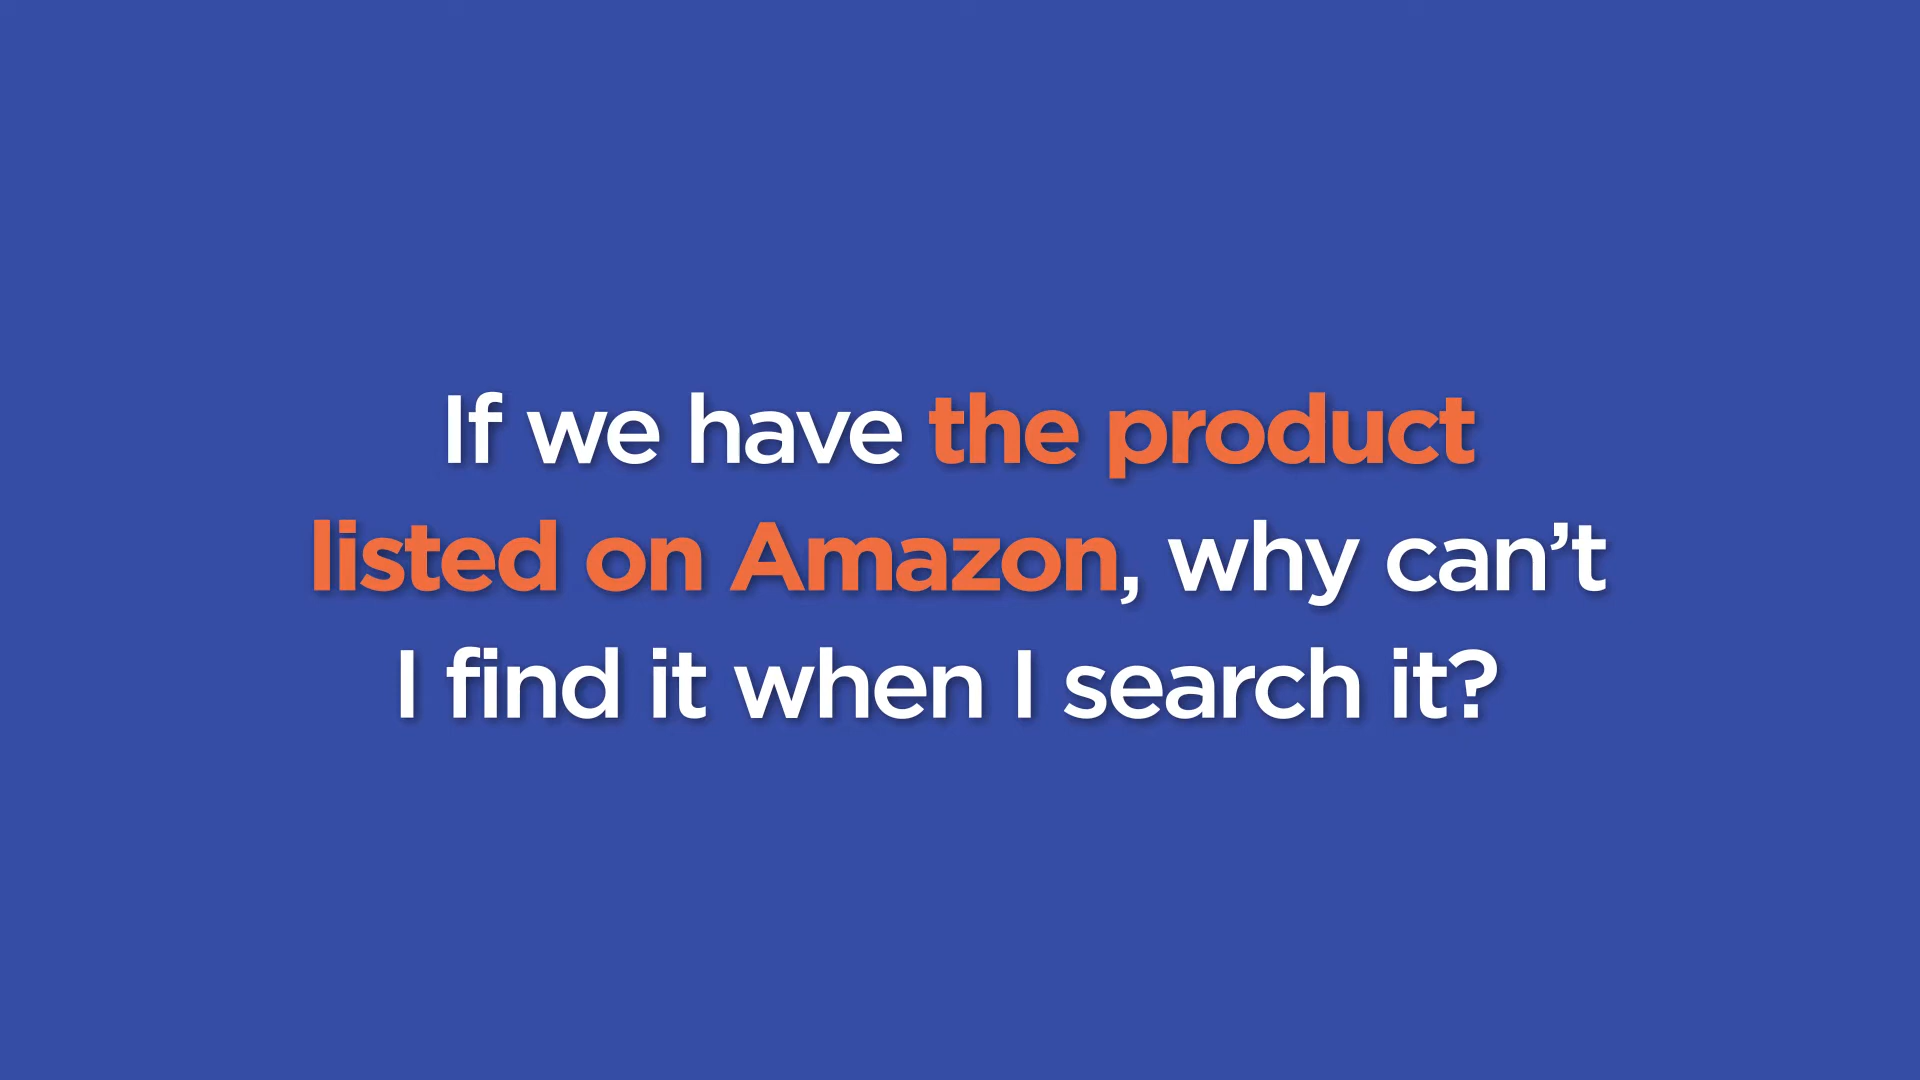 If we have the product
listed on Amazon, why can’t
I find it when I search it?